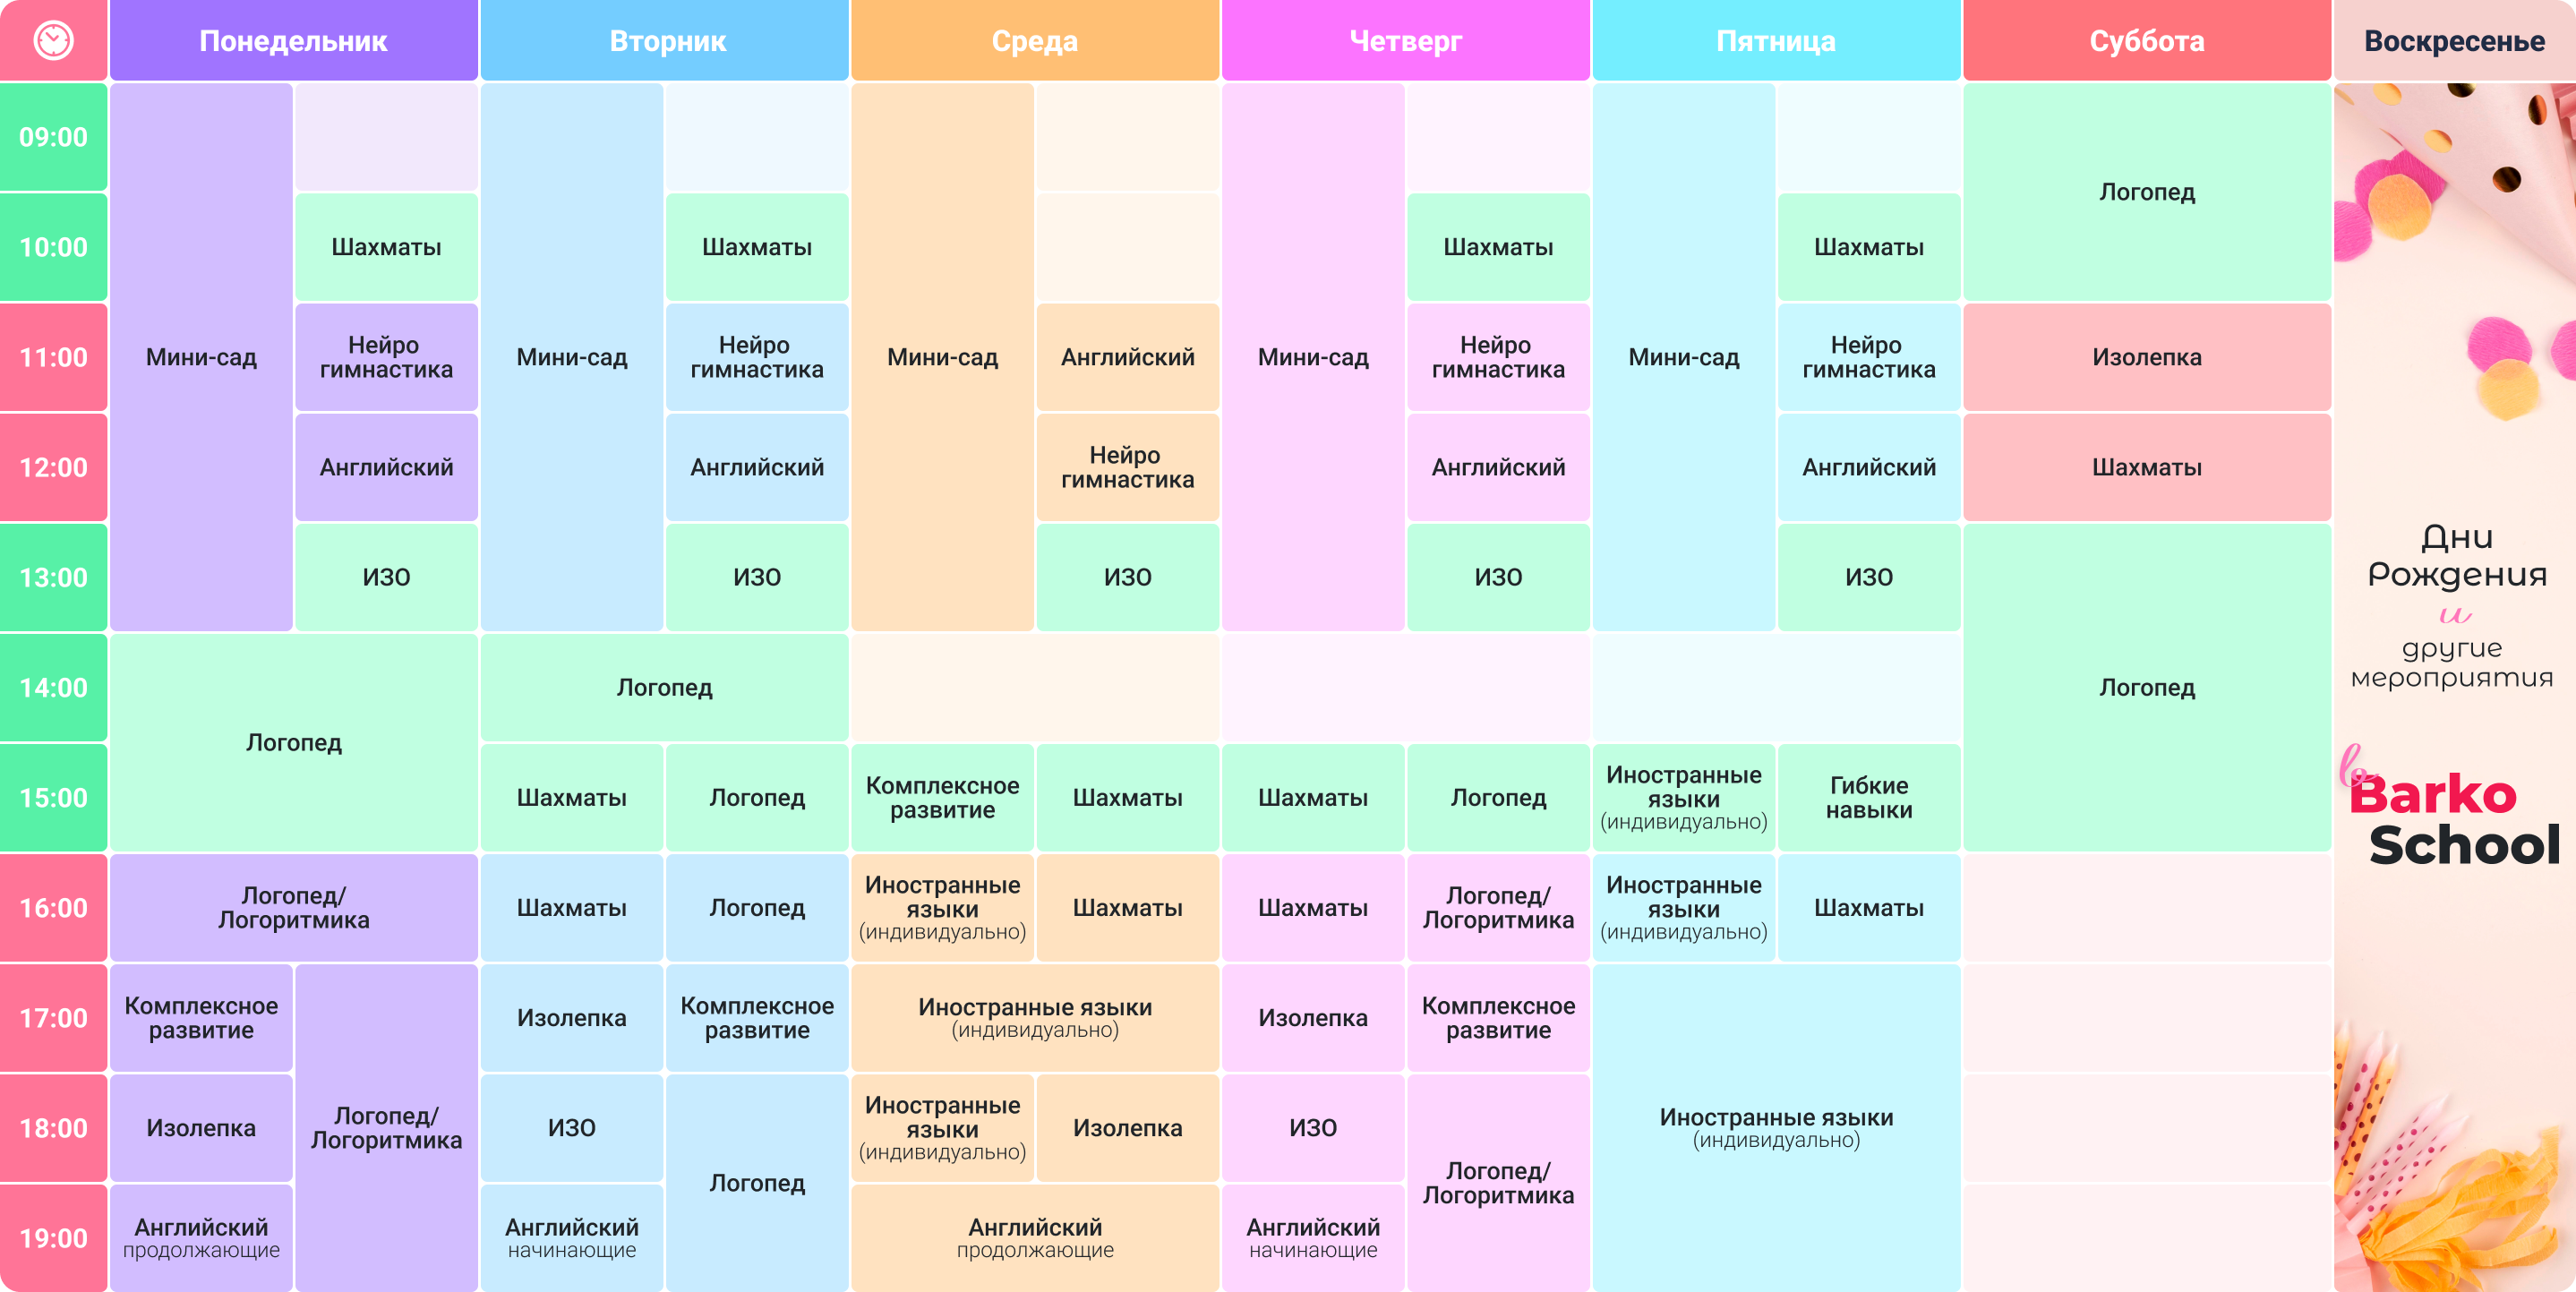 Понедельник
Вторник
Среда
Четверг
Пятница
Суббота
Воскресенье
09:00
Логопед
10:00
Шахматы
Шахматы
Шахматы
Шахматы
11:00
Мини-сад
Нейро
гимнастика
Мини-сад
Нейро
гимнастика
Мини-сад
Английский
Мини-сад
Нейро
гимнастика
Мини-сад
Нейро
гимнастика
Изолепка
12:00
Английский
Английский
Нейро
гимнастика
Английский
Английский
Шахматы
13:00
ИЗО
ИЗО
ИЗО
ИЗО
ИЗО
14:00
Логопед
Логопед
Логопед
15:00
Шахматы
Логопед
Комплексное
развитие
Шахматы
Шахматы
Логопед
Иностранные
языки
(индивидуально)
Гибкие
навыки
16:00
Логопед/
Логоритмика
Шахматы
Логопед
Иностранные
языки
(индивидуально)
Шахматы
Шахматы
Логопед/
Логоритмика
Иностранные
языки
(индивидуально)
Шахматы
17:00
Комплексное
развитие
Изолепка
Комплексное
развитие
Иностранные языки
(индивидуально)
Изолепка
Комплексное
развитие
18:00
Изолепка
Логопед/
Логоритмика
ИЗО
Логопед
Иностранные
языки
(индивидуально)
Изолепка
ИЗО
Логопед/
Логоритмика
Иностранные языки
(индивидуально)
19:00
Английский
продолжающие
Английский
начинающие
Английский
продолжающие
Английский
начинающие
Дни
Рождения
и
другие
мероприятия
в
Barko
School